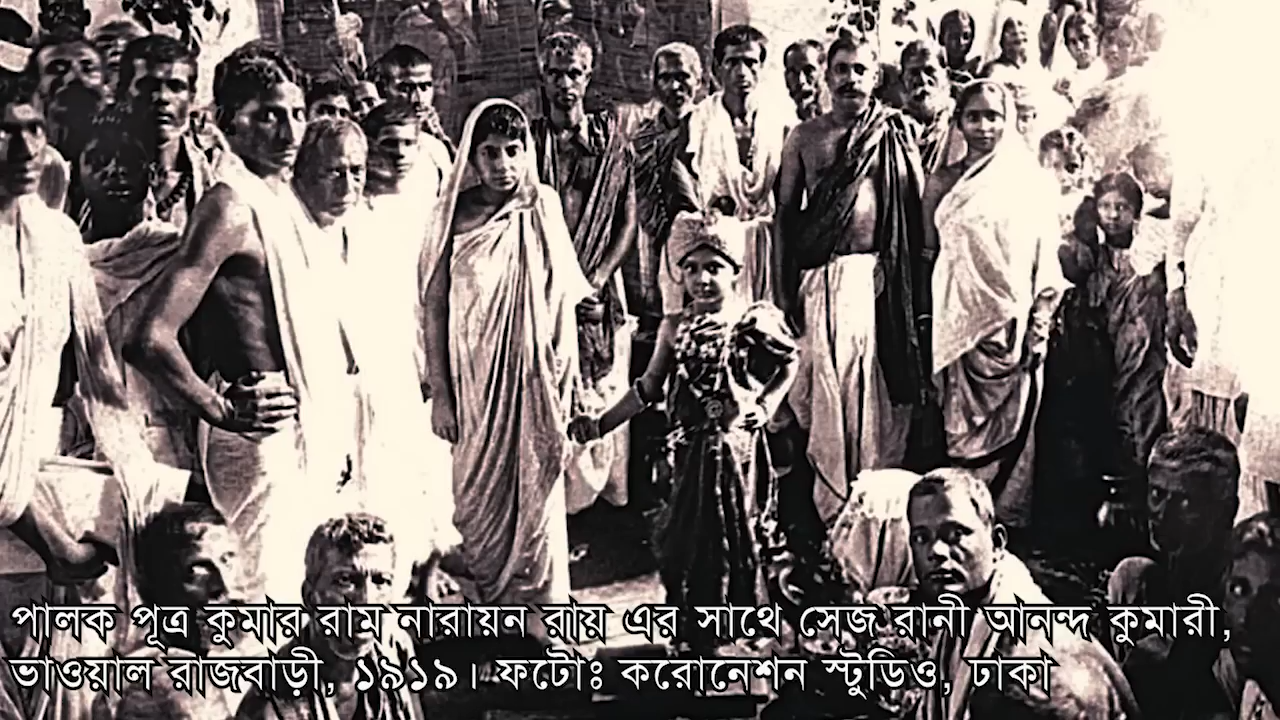 পালক পূত্র কুমার রাম নারায়ন রায় এর সাথে সেজ রানী আনন্দ কুমারী,
ভাওয়াল রাজবাড়ী, ১৯১৯। ফটোঃ করোনেশন স্টুডিও, ঢাকা